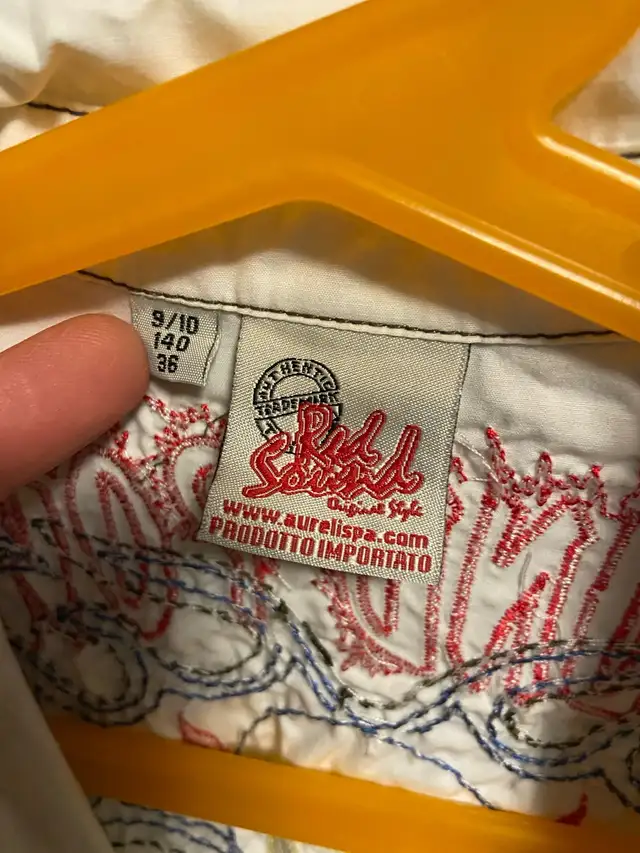 9/10
140
36
AUTHENTIC
TRADEMARK
Red
Sound
Original Style
www.aurelispa.com
PRODOTTO IMPORTATO